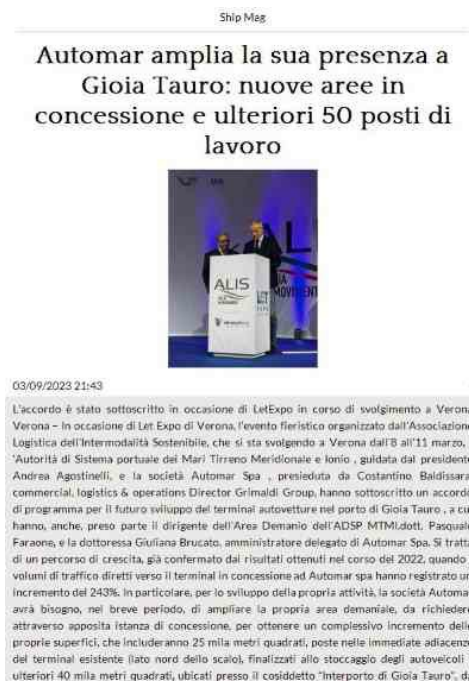 Ship Mag
Automar amplia la sua presenza a
Gioia Tauro: nuove aree in
concessione e ulteriori 50 posti di
lavoro
ALIS
MOVEMENT
03/09/2023 21:43
L'accordo è stato sottoscritto in occasione di LetExpo in corso di svolgimento a Verona
Verona – In occasione di Let Expo di Verona, l'evento fieristico organizzato dall'Associazione
Logistica dell'Intermodalità Sostenibile, che si sta svolgendo a Verona dall'8 all'11 marzo,
'Autorità di Sistema portuale dei Mari Tirreno Meridionale e Ionio , guidata dal presidente
Andrea Agostinelli, e la società Automar Spa , presieduta da Costantino Baldissara
commercial, logistics & operations Director Grimaldi Group, hanno sottoscritto un accordo
di programma per il futuro sviluppo del terminal autovetture nel porto di Gioia Tauro , a cui
hanno, anche, preso parte il dirigente dell'Area Demanio dell'ADSP MTMI,dott. Pasquale
Faraone, e la dottoressa Giuliana Brucato, amministratore delegato di Automar Spa. Si tratta
di un percorso di crescita, già confermato dai risultati ottenuti nel corso del 2022, quando
volumi di traffico diretti verso il terminal in concessione ad Automar spa hanno registrato un
incremento del 243%. In particolare, per lo sviluppo della propria attività, la società Automar
avrà bisogno, nel breve periodo, di ampliare la propria area demaniale, da richiedere
attraverso apposita istanza di concessione, per ottenere un complessivo incremento delle
proprie superfici, che includeranno 25 mila metri quadrati, poste nelle immediate adiacenze
del terminal esistente (lato nord dello scalo), finalizzati allo stoccaggio degli autoveicoli
ulteriori 40 mila metri quadrati, ubicati presso il cosiddetto "Interporto di Gioia Tauro", di